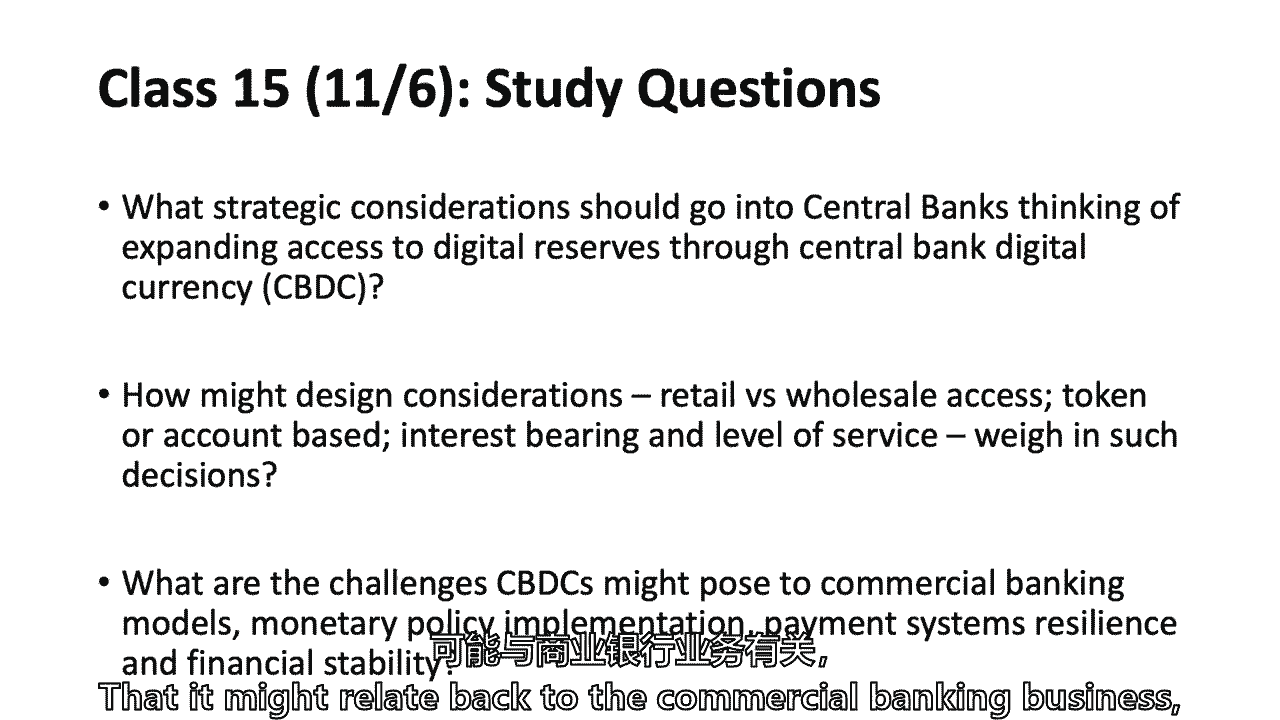 Class 15 (11/6): Study Questions
• What strategic considerations should go into Central Banks thinking of
expanding access to digital reserves through central bank digital
currency (CBDC)?
• How might design considerations – retail vs wholesale access; token
or account based; interest bearing and level of service – weigh in such
decisions?
• What are the challenges CBDCs might pose to commercial banking
models, monetary policy implementation, payment systems resilience
and financial stability?
可能与商业银行业务有关,
That it might relate back to the commercial banking business,